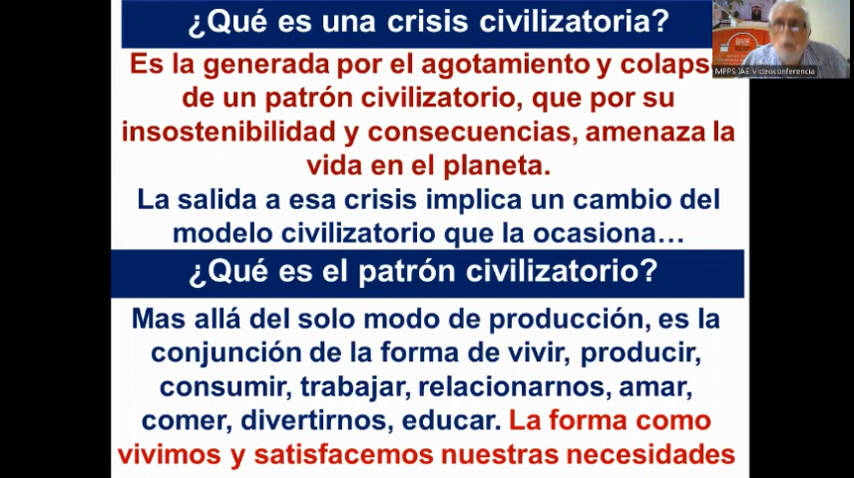 ¿Qué es una crisis civilizatoria?
Es la generada por el agotamiento y colaps
de un patrón civilizatorio, que por su
insostenibilidad y consecuencias, amenaza la
vida en el planeta.
La salida a esa crisis implica un cambio del
modelo civilizatorio que la ocasiona…
¿Qué es el patrón civilizatorio?
Mas allá del solo modo de producción, es la
conjunción de la forma de vivir, producir,
consumir, trabajar, relacionarnos, amar,
comer, divertirnos, educar. La forma como
vivimos y satisfacemos nuestras necesidades
MPPS IAE Videoconferencia